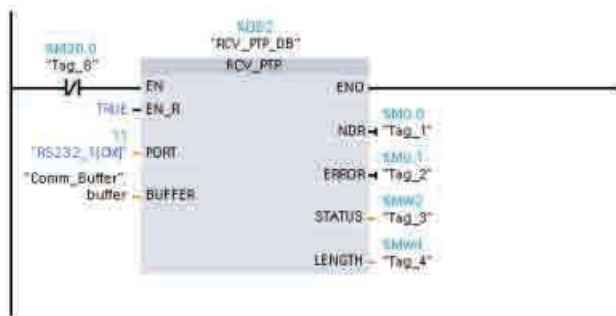 %DB2
"RCV_PTP_DB"
%M20.0
"Tag_8"
RCV_PTP
EN
ENO
TRUE
EN_R
%M0.0
NDR
"Tag_1"
11
"RS232_1[CM]"
PORT
%M0.1
ERROR
"Tag_2"
"Comm_Buffer".
buffer
BUFFER
%MW2
STATUS
"Tag_3"
%MW4
LENGTH
"Tag_4"